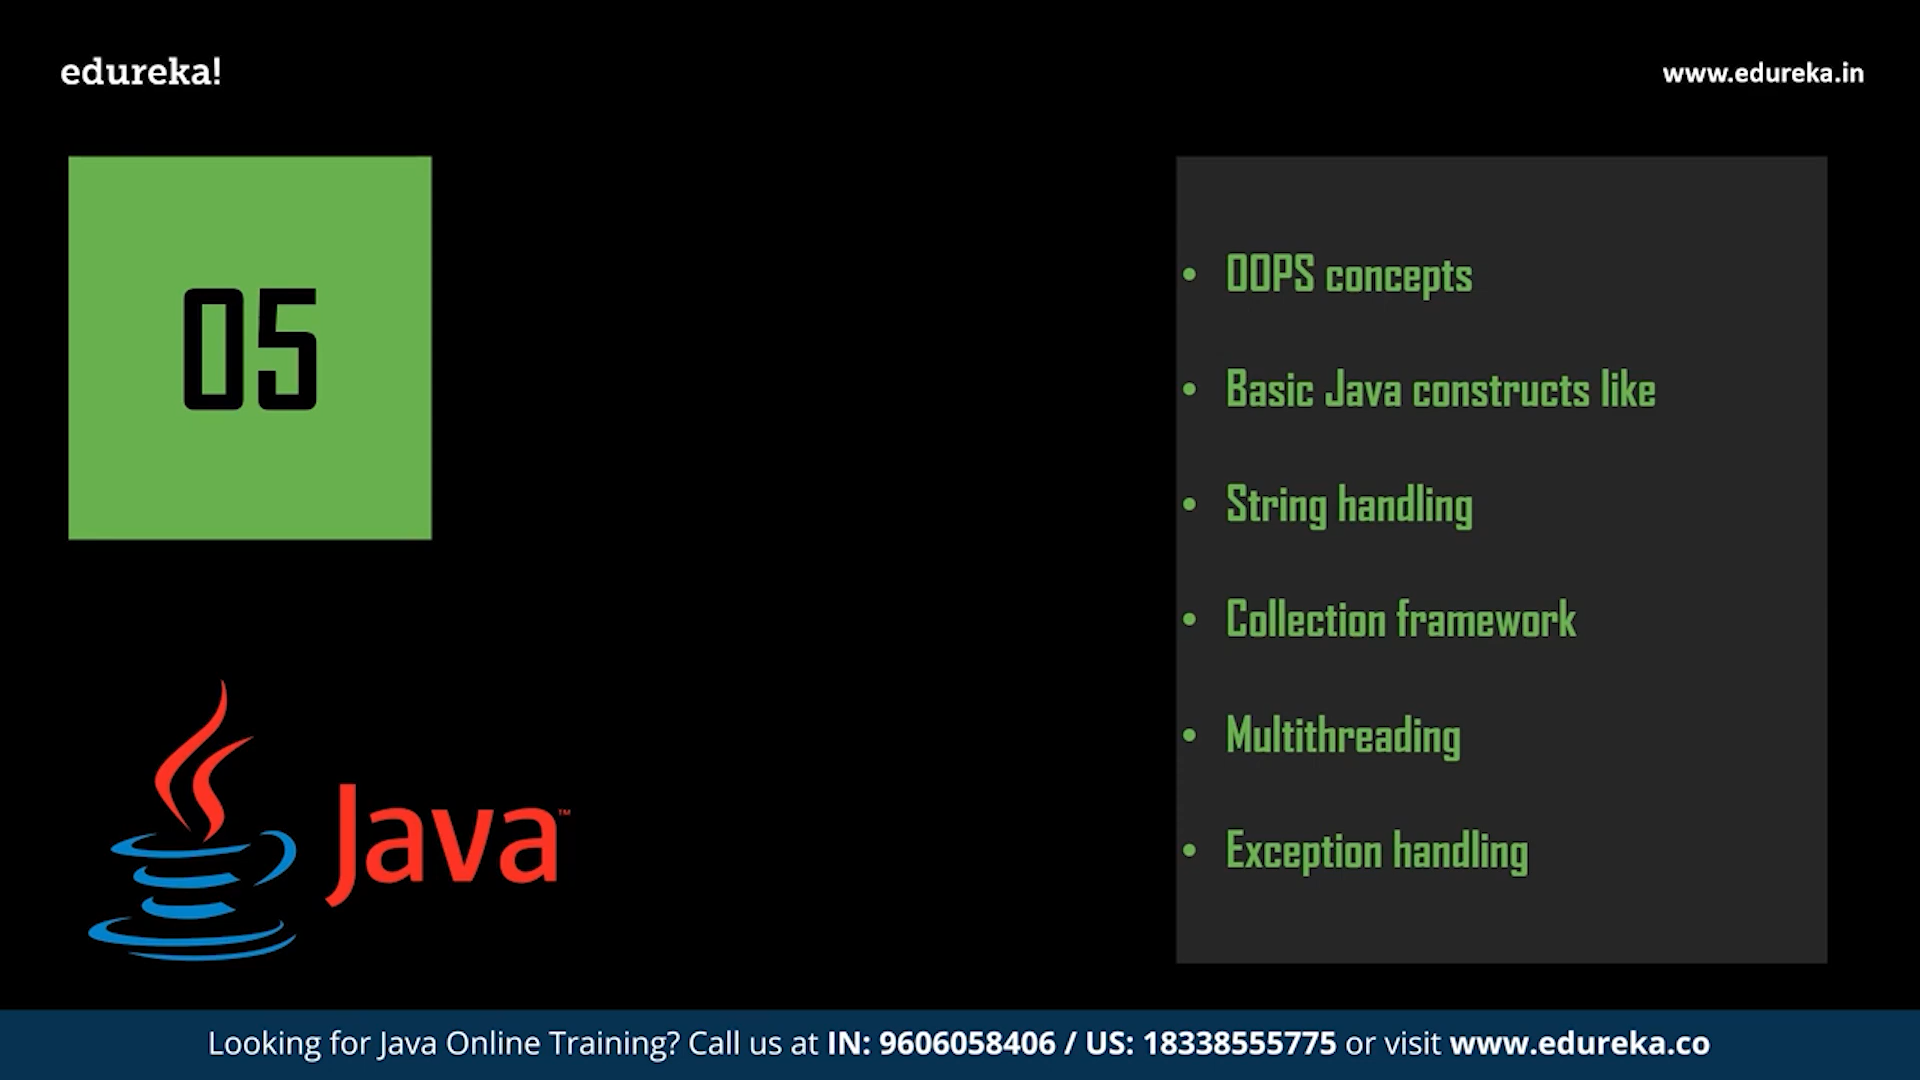 edureka!
www.edureka.in
05
• OOPS concepts
• Basic Java constructs like
• String handling
• Collection framework
• Multithreading
• Exception handling
Java™
Looking for Java Online Training? Call us at IN: 9606058406 / US: 18338555775 or visit www.edureka.co